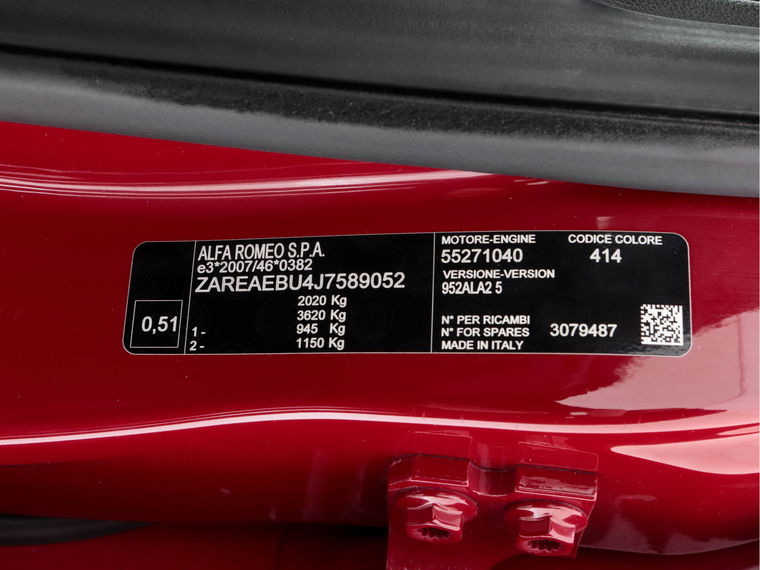 ALFA ROMEO S.P.A.
e3*2007/46*0382
ZAREAEBU4J7589052
2020 Kg
3620 Kg
1- 945 Kg
2- 1150 Kg
0,51
MOTORE-ENGINE CODICE COLORE
55271040 414
VERSIONE-VERSION
952ALA2 5
N° PER RICAMBI
N° FOR SPARES 3079487
MADE IN ITALY